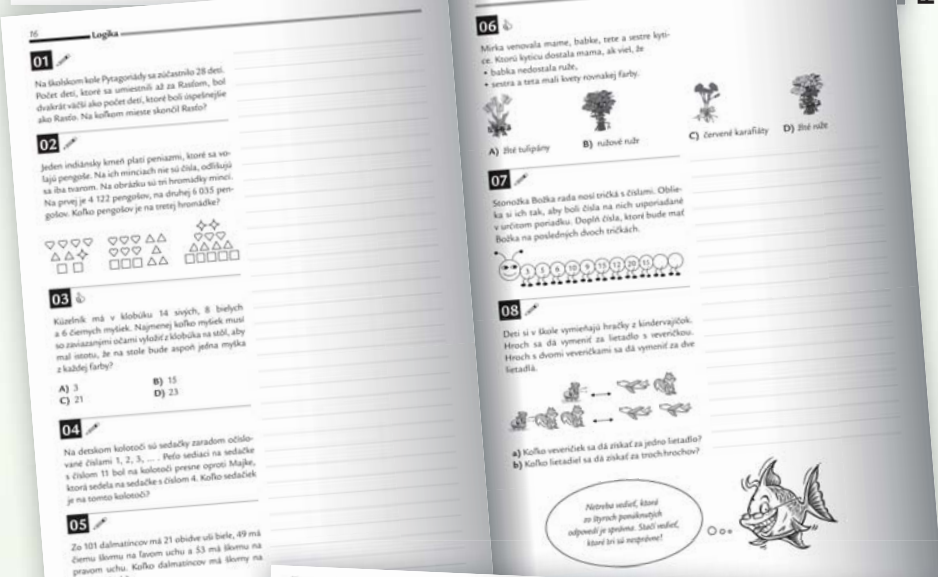 16
Logika
01
Na školskom kole Pytagoriády sa zúčastnilo 28 detí.
Počet detí, ktoré sa umiestnili až za Rasťom, bol
dvakrát väčší ako počet detí, ktoré boli úspešnejšie
ako Rasťo. Na koľkom mieste skončil Rasťo?
02
Jeden indiánsky kmeň platí peniazmi, ktoré sa vo-
lajú pengoše. Na ich minciach nie sú čísla, odlišujú
sa iba tvarom. Na obrázku sú tri hromádky mincí.
Na prvej je 4 122 pengošov, na druhej 6 035 pen-
gošov. Koľko pengošov je na tretej hromádke?
03
Kúzelník má v klobúku 14 sivých, 8 bielych
a 6 čiernych myšiek. Najmenej koľko myšiek musí
so zaviazanými očami vyložiť z klobúka na stôl, aby
mal istotu, že na stole bude aspoň jedna myška
z každej farby?
A) 3 B) 15
C) 21 D) 23
04
Na detskom kolotoči sú sedačky zaradom očíslo-
vané číslami 1, 2, 3, ... . Peťo sediaci na sedačke
s číslom 11 bol na kolotoči presne oproti Majke,
ktorá sedela na sedačke s číslom 4. Koľko sedačiek
je na tomto kolotoči?
05
Zo 101 dalmatíncov má 21 obidve uši biele, 49 má
čiernu škvrnu na ľavom uchu a 53 má škvrnu na
pravom uchu. Koľko dalmatíncov má škvrny na
06
Mirka venovala mame, babke, tete a sestre kyti-
ce. Ktorú kyticu dostala mama, ak vieš, že
• babka nedostala ruže,
• sestra a teta mali kvety rovnakej farby.
A) žlté tulipány B) ružové ruže C) červené karafiáty D) žlté ruže
07
Stonožka Božka rada nosí tričká s číslami. Oblie-
ka si ich tak, aby boli čísla na nich usporiadané
v určitom poriadku. Doplň čísla, ktoré bude mať
Božka na posledných dvoch tričkách.
3 5 6 10 9 15 12 20 15
08
Deti si v škole vymieňajú hračky z kindervajíčok.
Hroch sa dá vymeniť za lietadlo s veveričkou.
Hroch s dvomi veveričkami sa dá vymeniť za dve
lietadlá.
a) Koľko veveričiek sa dá získať za jedno lietadlo?
b) Koľko lietadiel sa dá získať za troch hrochov?
Netreba vedieť, ktorá
zo štyroch ponúknutých
odpovedí je správna. Stačí vedieť,
ktoré tri sú nesprávne!